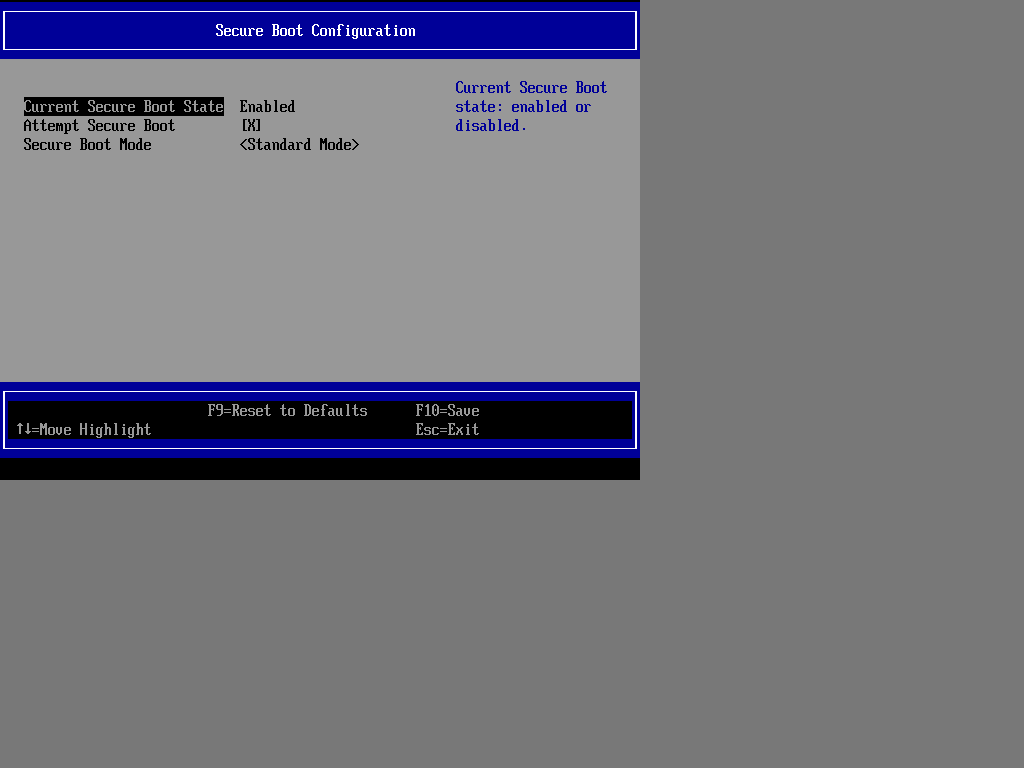 Secure Boot Configuration
Current Secure Boot State Enabled
Attempt Secure Boot [X]
Secure Boot Mode <Standard Mode>
Current Secure Boot
state: enabled or
disabled.
F9=Reset to Defaults F10=Save
↑↓=Move Highlight Esc=Exit